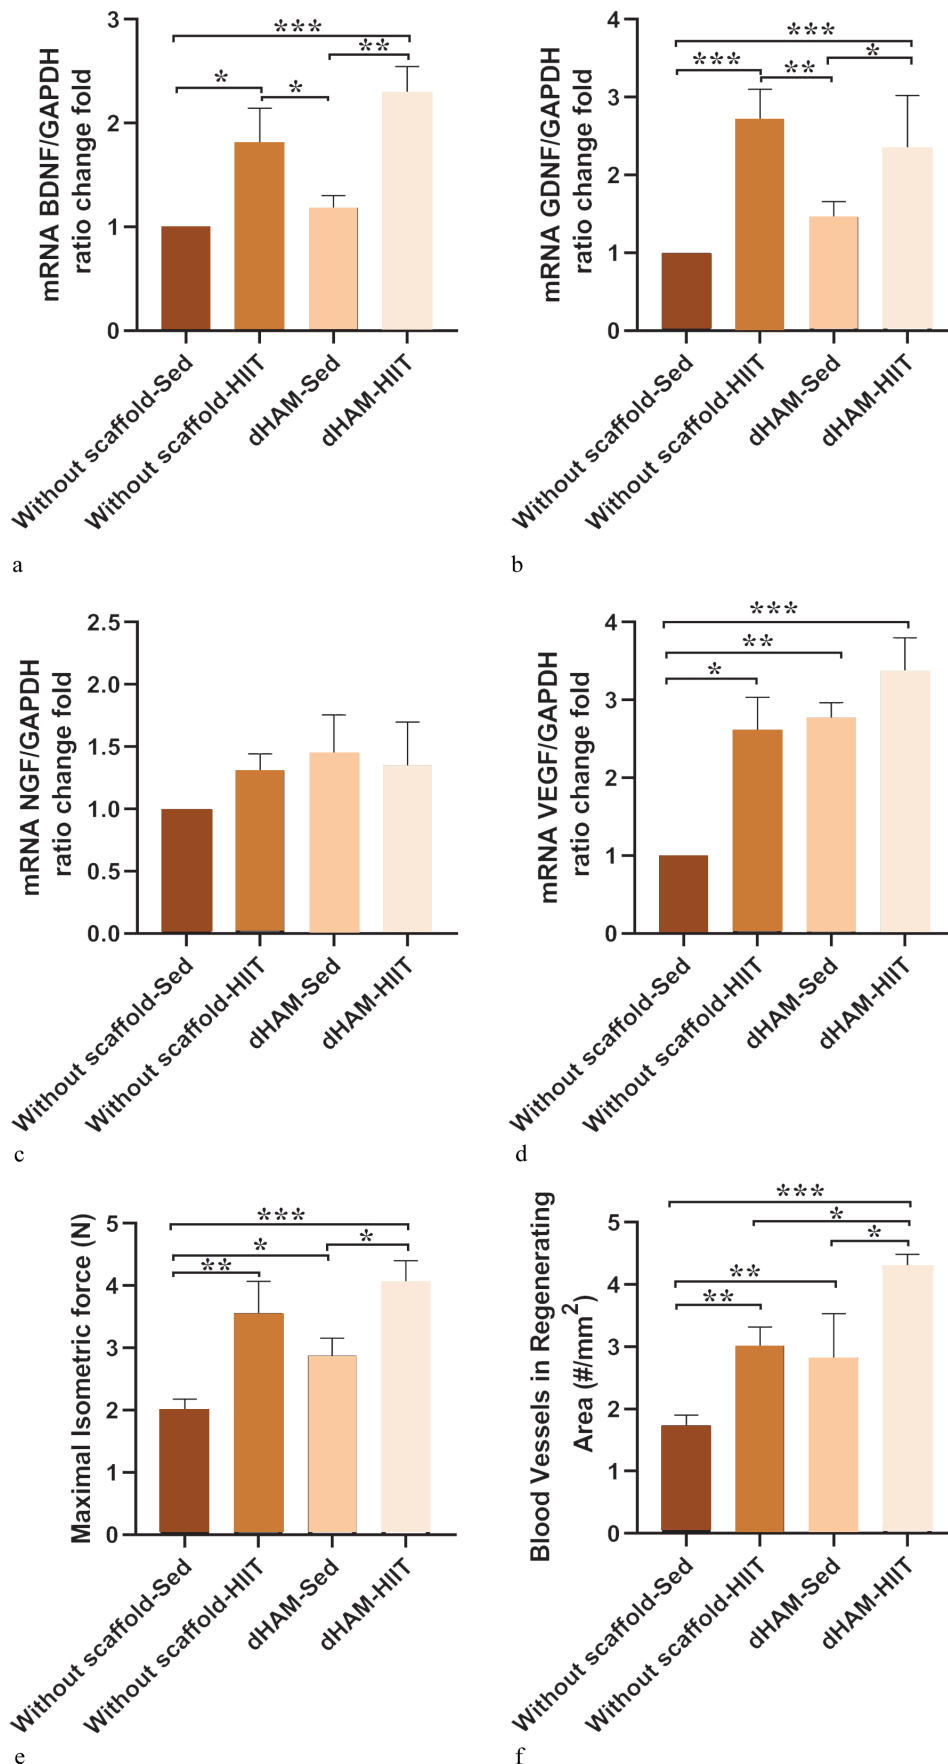 mRNA BDNF/GAPDH
ratio change fold
3
2
1
0
***
**
*
*
Without scaffold-Sed
Without scaffold-HIIT
dHAM-Sed
dHAM-HIIT
a
mRNA GDNF/GAPDH
ratio change fold
4
3
2
1
0
***
*
***
**
Without scaffold-Sed
Without scaffold-HIIT
dHAM-Sed
dHAM-HIIT
b
mRNA NGF/GAPDH
ratio change fold
2.5
2.0
1.5
1.0
0.5
0.0
Without scaffold-Sed
Without scaffold-HIIT
dHAM-Sed
dHAM-HIIT
c
mRNA VEGF/GAPDH
ratio change fold
4
3
2
1
0
***
**
*
Without scaffold-Sed
Without scaffold-HIIT
dHAM-Sed
dHAM-HIIT
d
Maximal Isometric force (N)
5
4
3
2
1
0
***
*
*
**
Without scaffold-Sed
Without scaffold-HIIT
dHAM-Sed
dHAM-HIIT
e
Blood Vessels in Regenerating
Area (#/mm²)
5
4
3
2
1
0
***
*
*
**
**
Without scaffold-Sed
Without scaffold-HIIT
dHAM-Sed
dHAM-HIIT
f